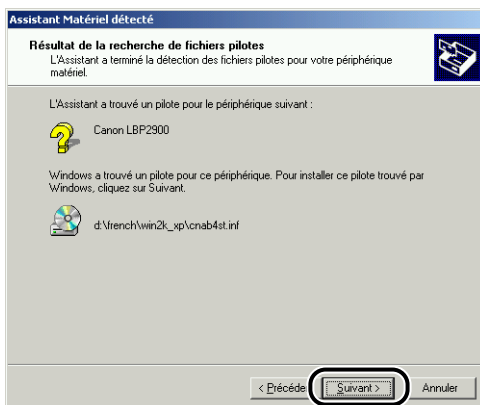 Assistant Matériel détecté
Résultat de la recherche de fichiers pilotes
L'Assistant a terminé la détection des fichiers pilotes pour votre périphérique
matériel.
L'Assistant a trouvé un pilote pour le périphérique suivant :
Canon LBP2900
Windows a trouvé un pilote pour ce périphérique. Pour installer ce pilote trouvé par
Windows, cliquez sur Suivant.
d:\french\win2k_xp\cnab4st.inf
< Précéde Suivant > Annuler